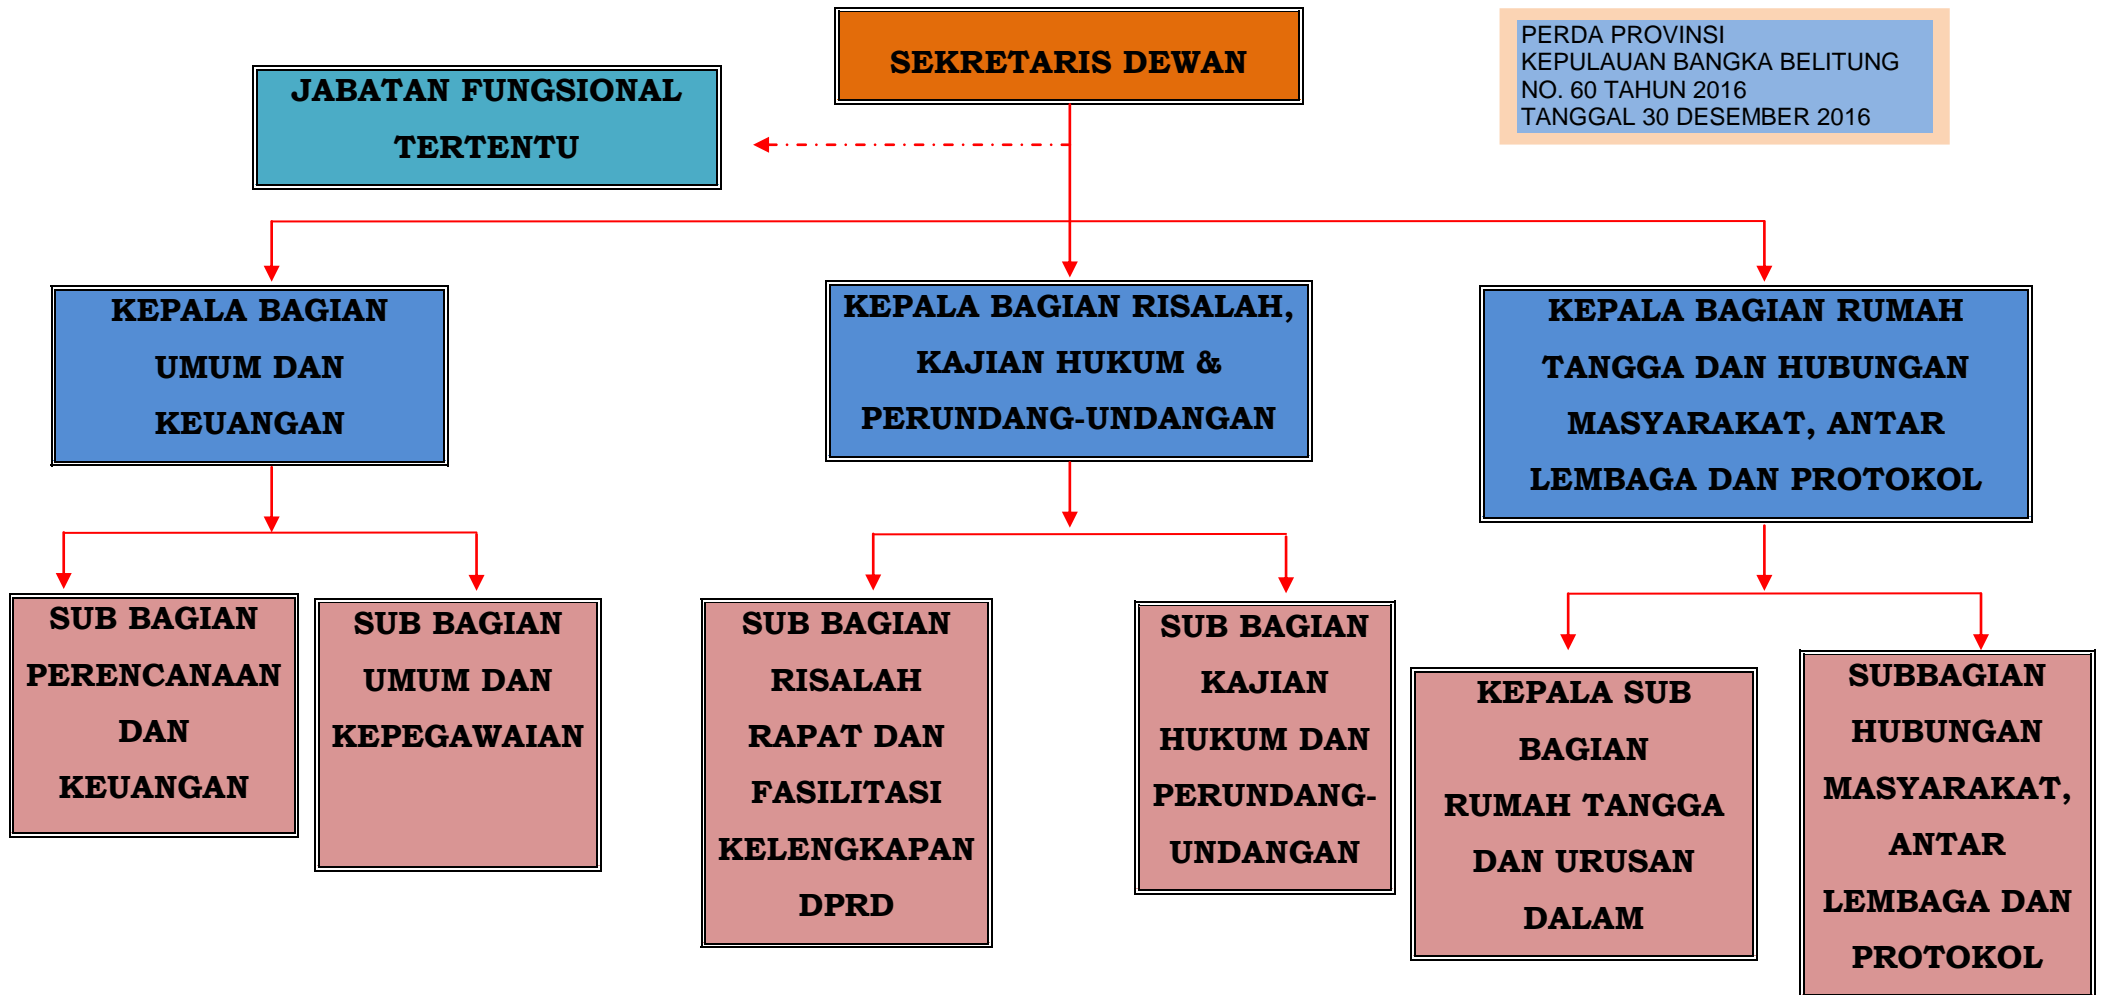 SEKRETARIS DEWAN
PERDA PROVINSI
KEPULAUAN BANGKA BELITUNG
NO. 60 TAHUN 2016
TANGGAL 30 DESEMBER 2016
JABATAN FUNGSIONAL
TERTENTU
KEPALA BAGIAN
UMUM DAN
KEUANGAN
KEPALA BAGIAN RISALAH,
KAJIAN HUKUM &
PERUNDANG-UNDANGAN
KEPALA BAGIAN RUMAH
TANGGA DAN HUBUNGAN
MASYARAKAT, ANTAR
LEMBAGA DAN PROTOKOL
SUB BAGIAN
PERENCANAAN
DAN
KEUANGAN
SUB BAGIAN
UMUM DAN
KEPEGAWAIAN
SUB BAGIAN
RISALAH
RAPAT DAN
FASILITASI
KELENGKAPAN
DPRD
SUB BAGIAN
KAJIAN
HUKUM DAN
PERUNDANG-
UNDANGAN
KEPALA SUB
BAGIAN
RUMAH TANGGA
DAN URUSAN
DALAM
SUBBAGIAN
HUBUNGAN
MASYARAKAT,
ANTAR
LEMBAGA DAN
PROTOKOL